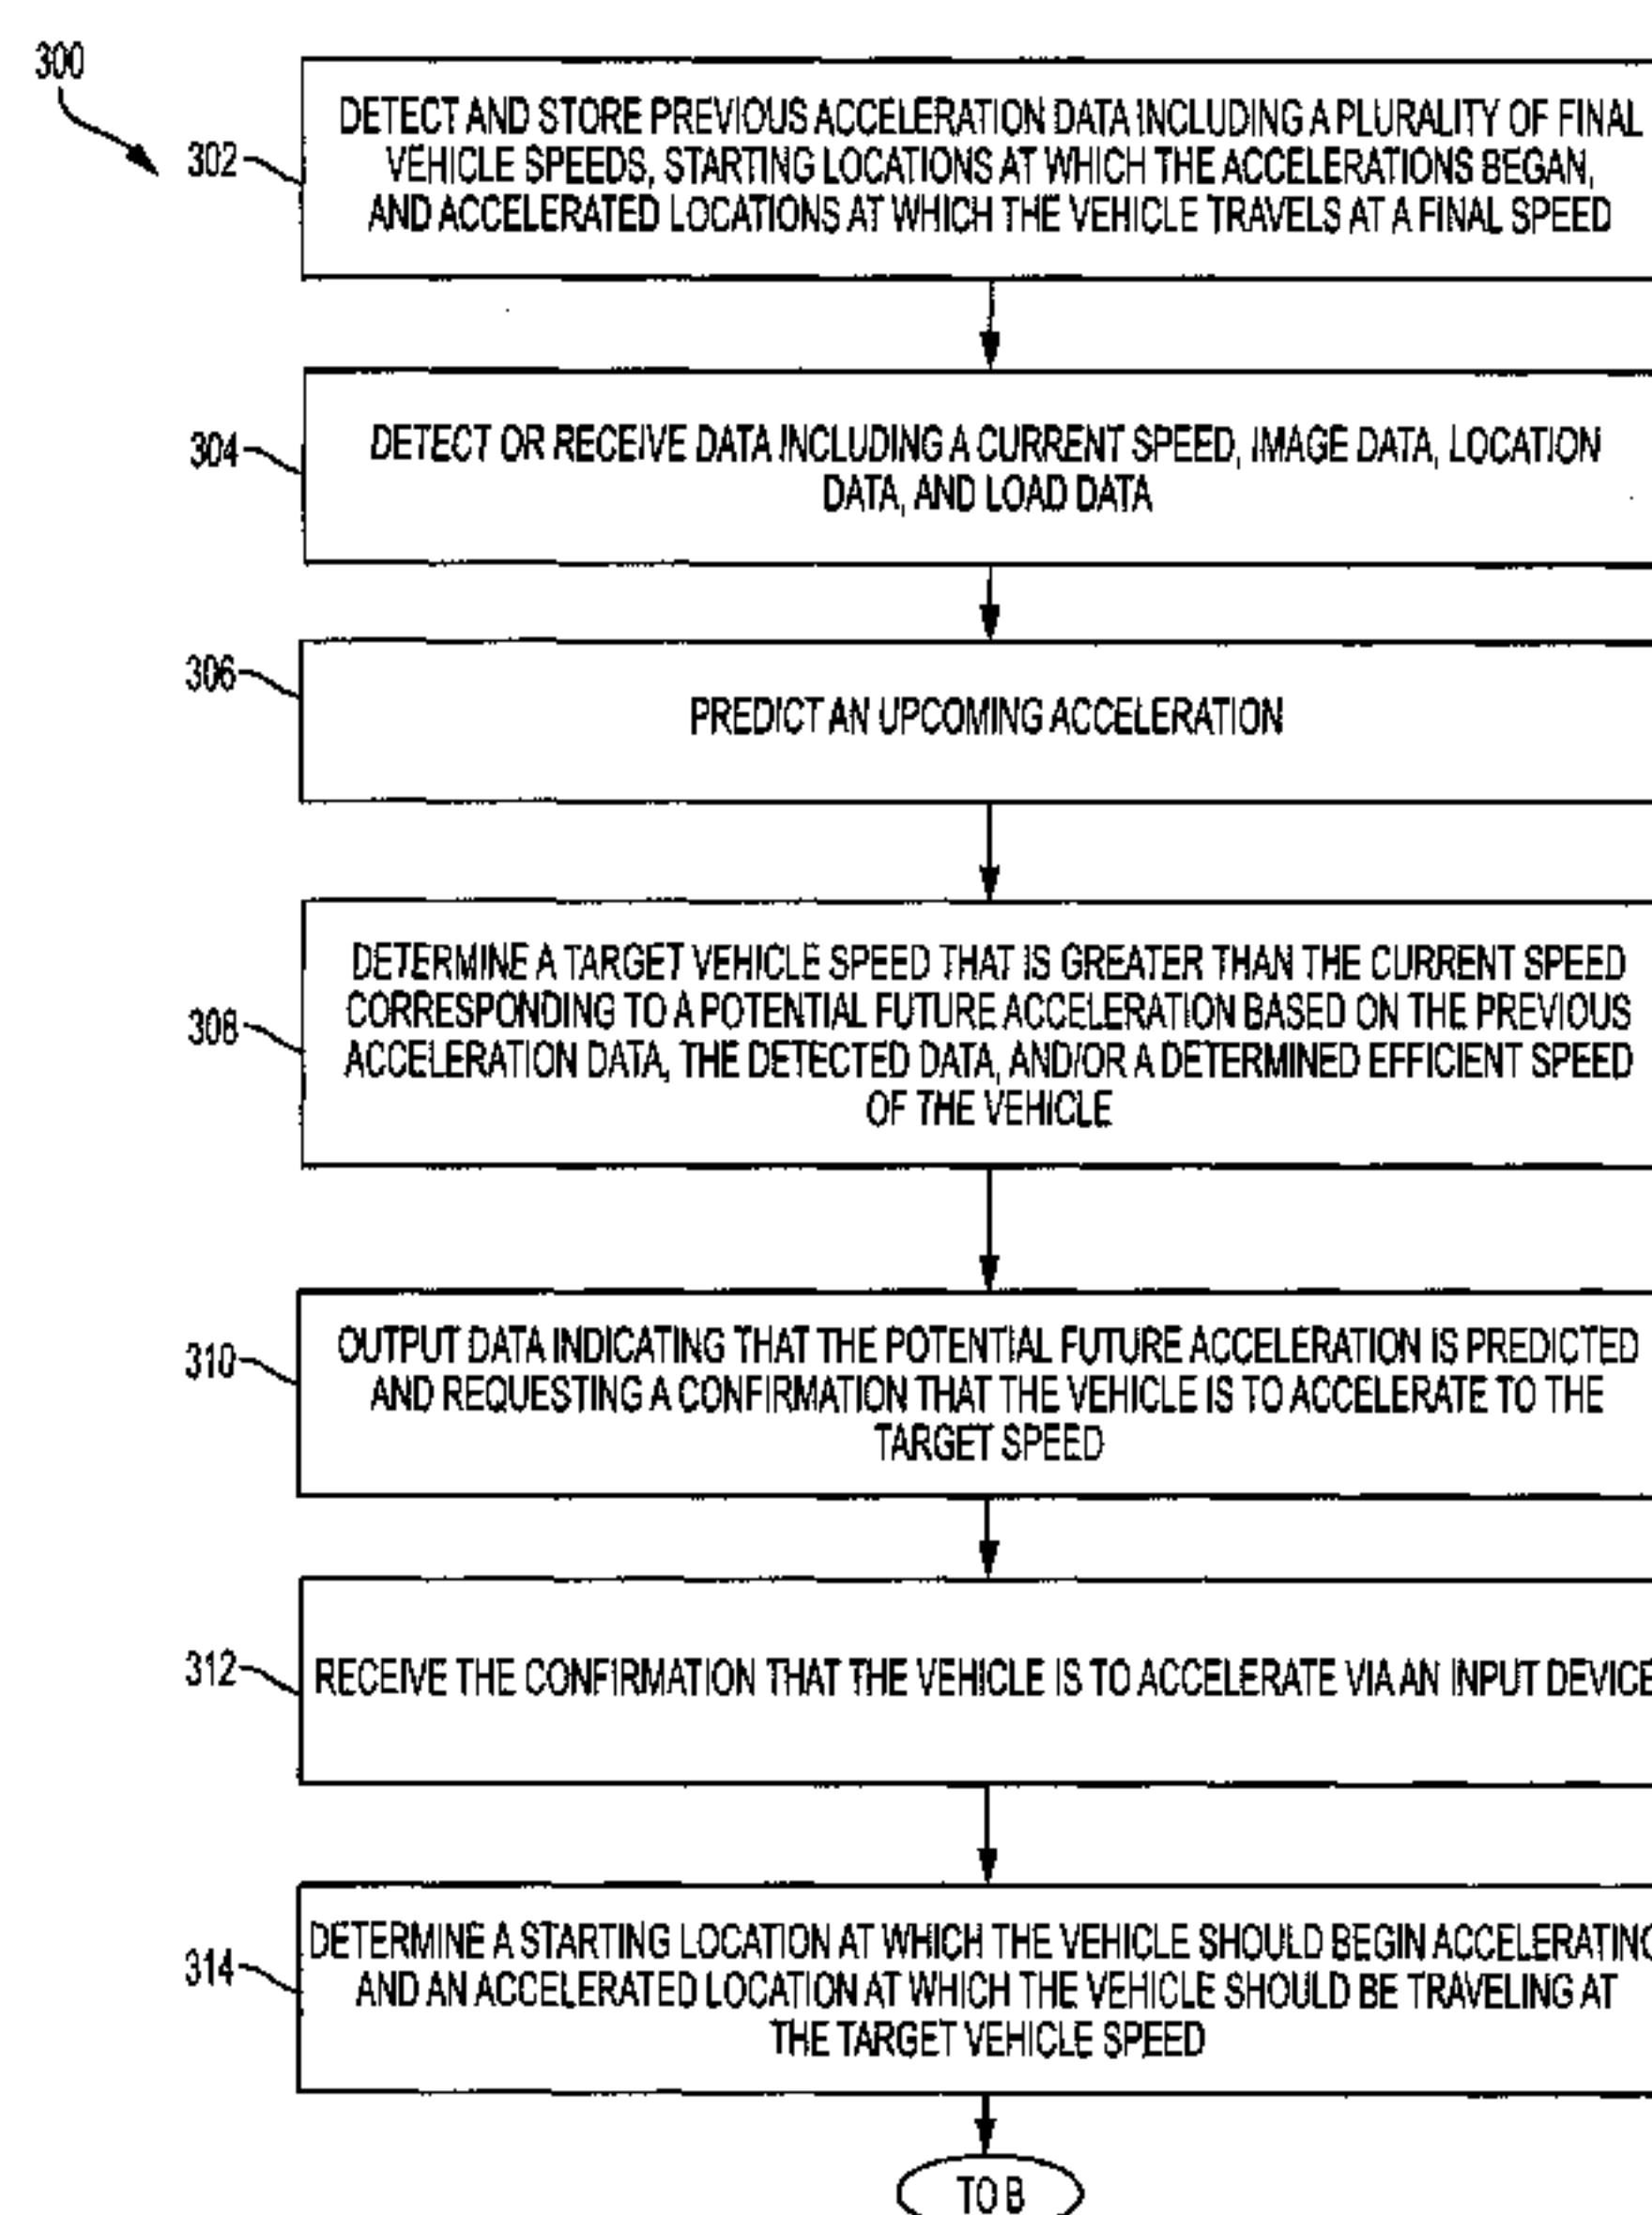 300
302
DETECT AND STORE PREVIOUS ACCELERATION DATA INCLUDING A PLURALITY OF FINAL
VEHICLE SPEEDS, STARTING LOCATIONS AT WHICH THE ACCELERATIONS BEGAN,
AND ACCELERATED LOCATIONS AT WHICH THE VEHICLE TRAVELS AT A FINAL SPEED
304
DETECT OR RECEIVE DATA INCLUDING A CURRENT SPEED, IMAGE DATA, LOCATION
DATA, AND LOAD DATA
306
PREDICT AN UPCOMING ACCELERATION
308
DETERMINE A TARGET VEHICLE SPEED THAT IS GREATER THAN THE CURRENT SPEED
CORRESPONDING TO A POTENTIAL FUTURE ACCELERATION BASED ON THE PREVIOUS
ACCELERATION DATA, THE DETECTED DATA, AND/OR A DETERMINED EFFICIENT SPEED
OF THE VEHICLE
310
OUTPUT DATA INDICATING THAT THE POTENTIAL FUTURE ACCELERATION IS PREDICTED
AND REQUESTING A CONFIRMATION THAT THE VEHICLE IS TO ACCELERATE TO THE
TARGET SPEED
312
RECEIVE THE CONFIRMATION THAT THE VEHICLE IS TO ACCELERATE VIA AN INPUT DEVICE
314
DETERMINE A STARTING LOCATION AT WHICH THE VEHICLE SHOULD BEGIN ACCELERATING
AND AN ACCELERATED LOCATION AT WHICH THE VEHICLE SHOULD BE TRAVELING AT
THE TARGET VEHICLE SPEED
TO B